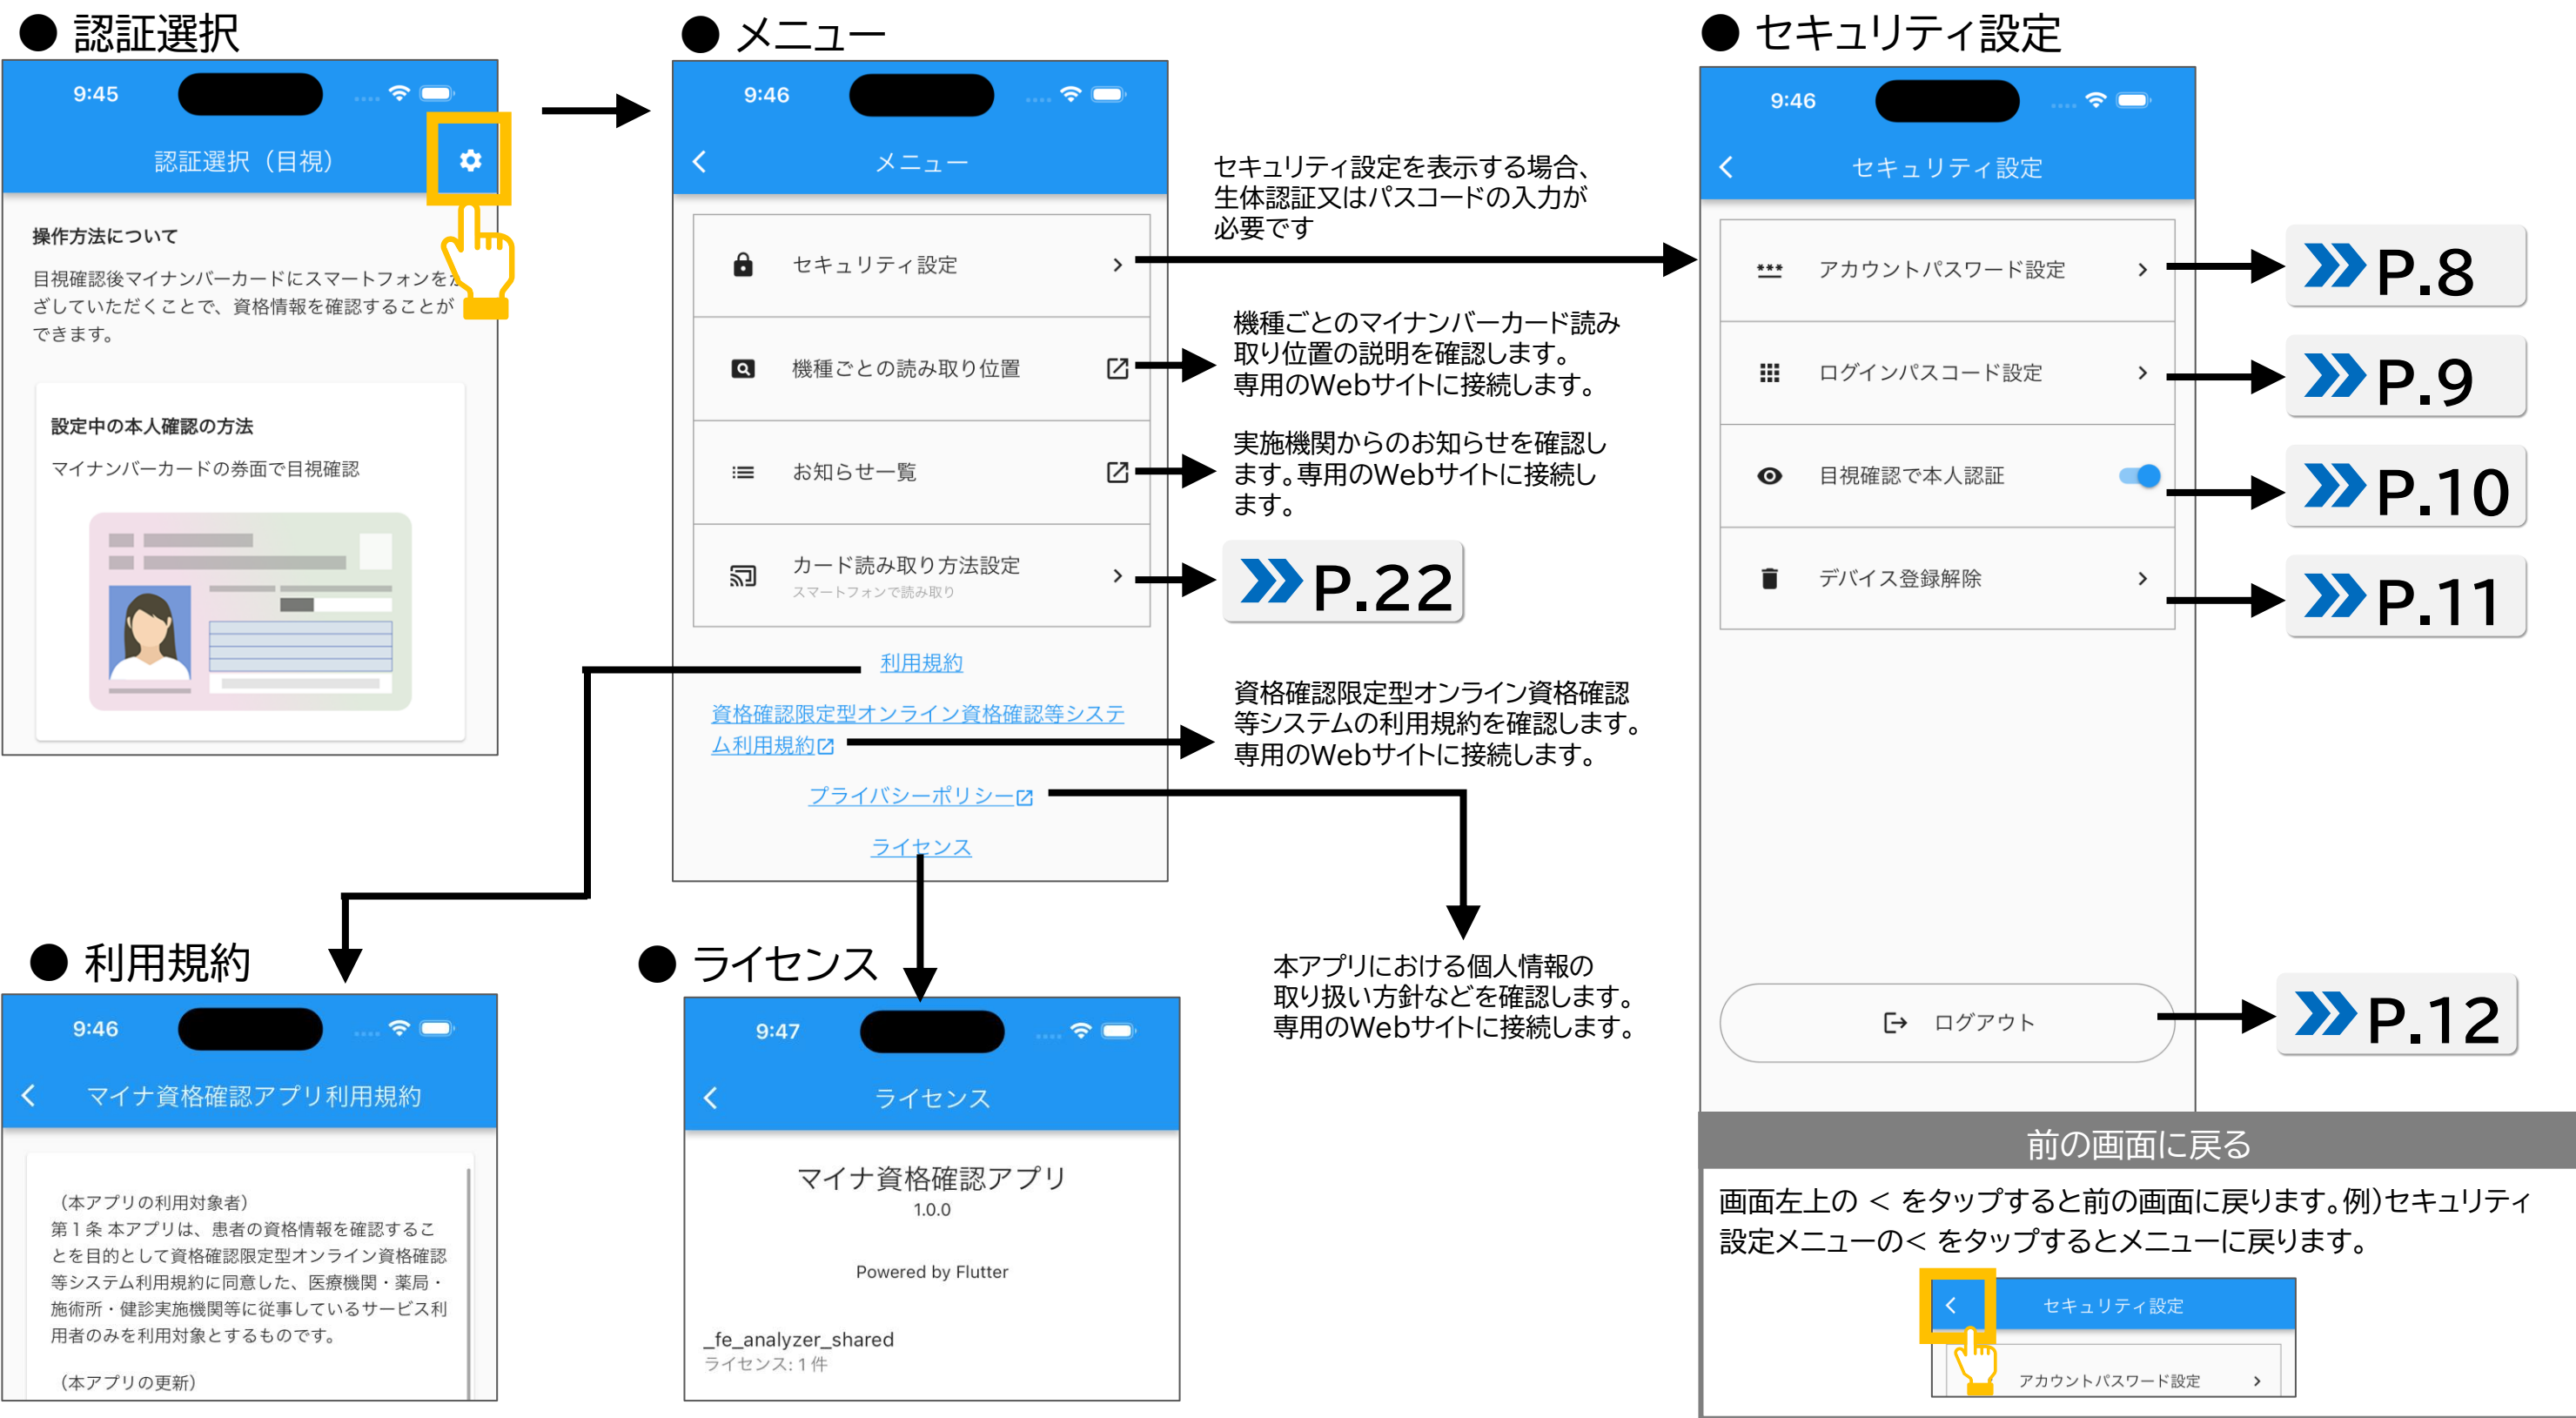 ● 認証選択
9:45
認証選択（目視）
操作方法について
目視確認後マイナンバーカードにスマートフォンをか
ざしていただくことで、資格情報を確認することが
できます。
設定中の本人確認の方法
マイナンバーカードの券面で目視確認
● メニュー
9:46
メニュー
セキュリティ設定
機種ごとの読み取り位置
お知らせ一覧
カード読み取り方法設定
スマートフォンで読み取り
利用規約
資格確認限定型オンライン資格確認等システ
ム利用規約
プライバシーポリシー
ライセンス
セキュリティ設定を表示する場合、
生体認証又はパスコードの入力が
必要です
機種ごとのマイナンバーカード読み
取り位置の説明を確認します。
専用のWebサイトに接続します。
実施機関からのお知らせを確認し
ます。専用のWebサイトに接続し
ます。
P.22
資格確認限定型オンライン資格確認
等システムの利用規約を確認します。
専用のWebサイトに接続します。
本アプリにおける個人情報の
取り扱い方針などを確認します。
専用のWebサイトに接続します。
● セキュリティ設定
9:46
セキュリティ設定
アカウントパスワード設定
P.8
ログインパスコード設定
P.9
目視確認で本人認証
P.10
デバイス登録解除
P.11
ログアウト
P.12
● 利用規約
9:46
マイナ資格確認アプリ利用規約
（本アプリの利用対象者）
第１条 本アプリは、患者の資格情報を確認するこ
とを目的として資格確認限定型オンライン資格確認
等システム利用規約に同意した、医療機関・薬局・
施術所・健診実施機関等に従事しているサービス利
用者のみを利用対象とするものです。
（本アプリの更新）
● ライセンス
9:47
ライセンス
マイナ資格確認アプリ
1.0.0
Powered by Flutter
_fe_analyzer_shared
ライセンス: 1 件
前の画面に戻る
画面左上の < をタップすると前の画面に戻ります。例）セキュリティ
設定メニューの< をタップするとメニューに戻ります。
セキュリティ設定
アカウントパスワード設定